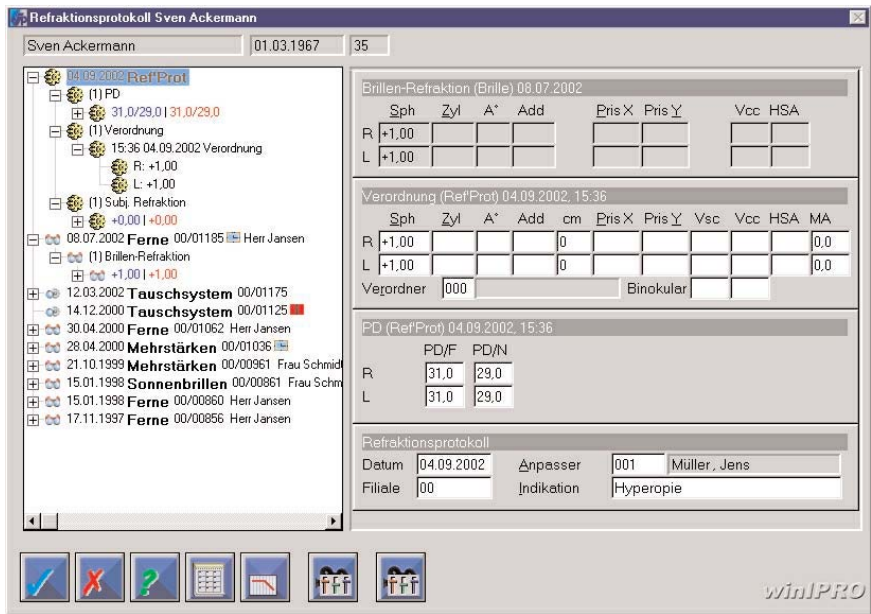 Refraktionsprotokoll Sven Ackermann
Sven Ackermann 01.03.1967 35
04.09.2002 Ref'Prot
(1) PD
31,0/29,0 | 31,0/29,0
(1) Verordnung
15:36 04.09.2002 Verordnung
R: +1,00
L: +1,00
(1) Subj. Refraktion
+0,00 | +0,00
08.07.2002 Ferne 00/01185 Herr Jansen
(1) Brillen-Refraktion
+1,00 | +1,00
12.03.2002 Tauschsystem 00/01175
14.12.2000 Tauschsystem 00/01125
30.04.2000 Ferne 00/01062 Herr Jansen
28.04.2000 Mehrstärken 00/01036
21.10.1999 Mehrstärken 00/00961 Frau Schmidt
15.01.1998 Sonnenbrillen 00/00861 Frau Schm
15.01.1998 Ferne 00/00860 Herr Jansen
17.11.1997 Ferne 00/00856 Herr Jansen
Brillen-Refraktion (Brille) 08.07.2002
Sph Zyl A° Add Pris X Pris Y Vcc HSA
R +1,00
L +1,00
Verordnung (Ref'Prot) 04.09.2002, 15:36
Sph Zyl A° Add cm Pris X Pris Y Vsc Vcc HSA MA
R +1,00 0 0,0
L +1,00 0 0,0
Verordner 000 Binokular
PD (Ref'Prot) 04.09.2002, 15:36
PD/F PD/N
R 31,0 29,0
L 31,0 29,0
Refraktionsprotokoll
Datum 04.09.2002 Anpasser 001 Müller, Jens
Filiale 00 Indikation Hyperopie
winIPRO